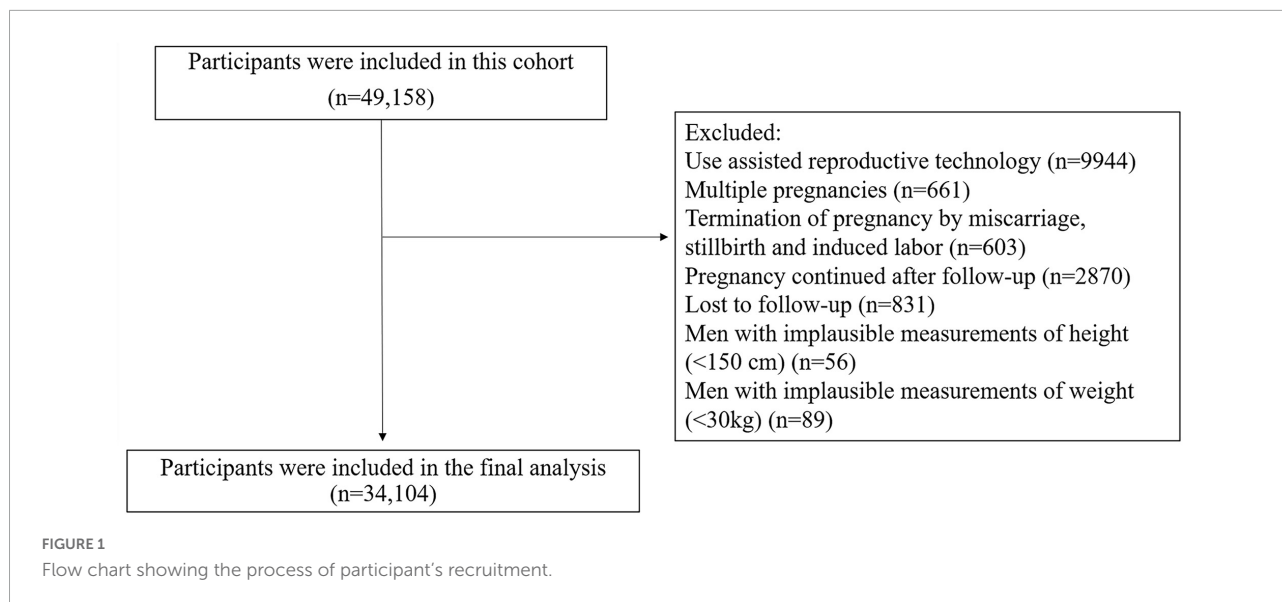 Participants were included in this cohort
(n=49,158)
Excluded:
Use assisted reproductive technology (n=9944)
Multiple pregnancies (n=661)
Termination of pregnancy by miscarriage,
stillbirth and induced labor (n=603)
Pregnancy continued after follow-up (n=2870)
Lost to follow-up (n=831)
Men with implausible measurements of height
(<150 cm) (n=56)
Men with implausible measurements of weight
(<30kg) (n=89)
Participants were included in the final analysis
(n=34,104)
FIGURE 1
Flow chart showing the process of participant’s recruitment.